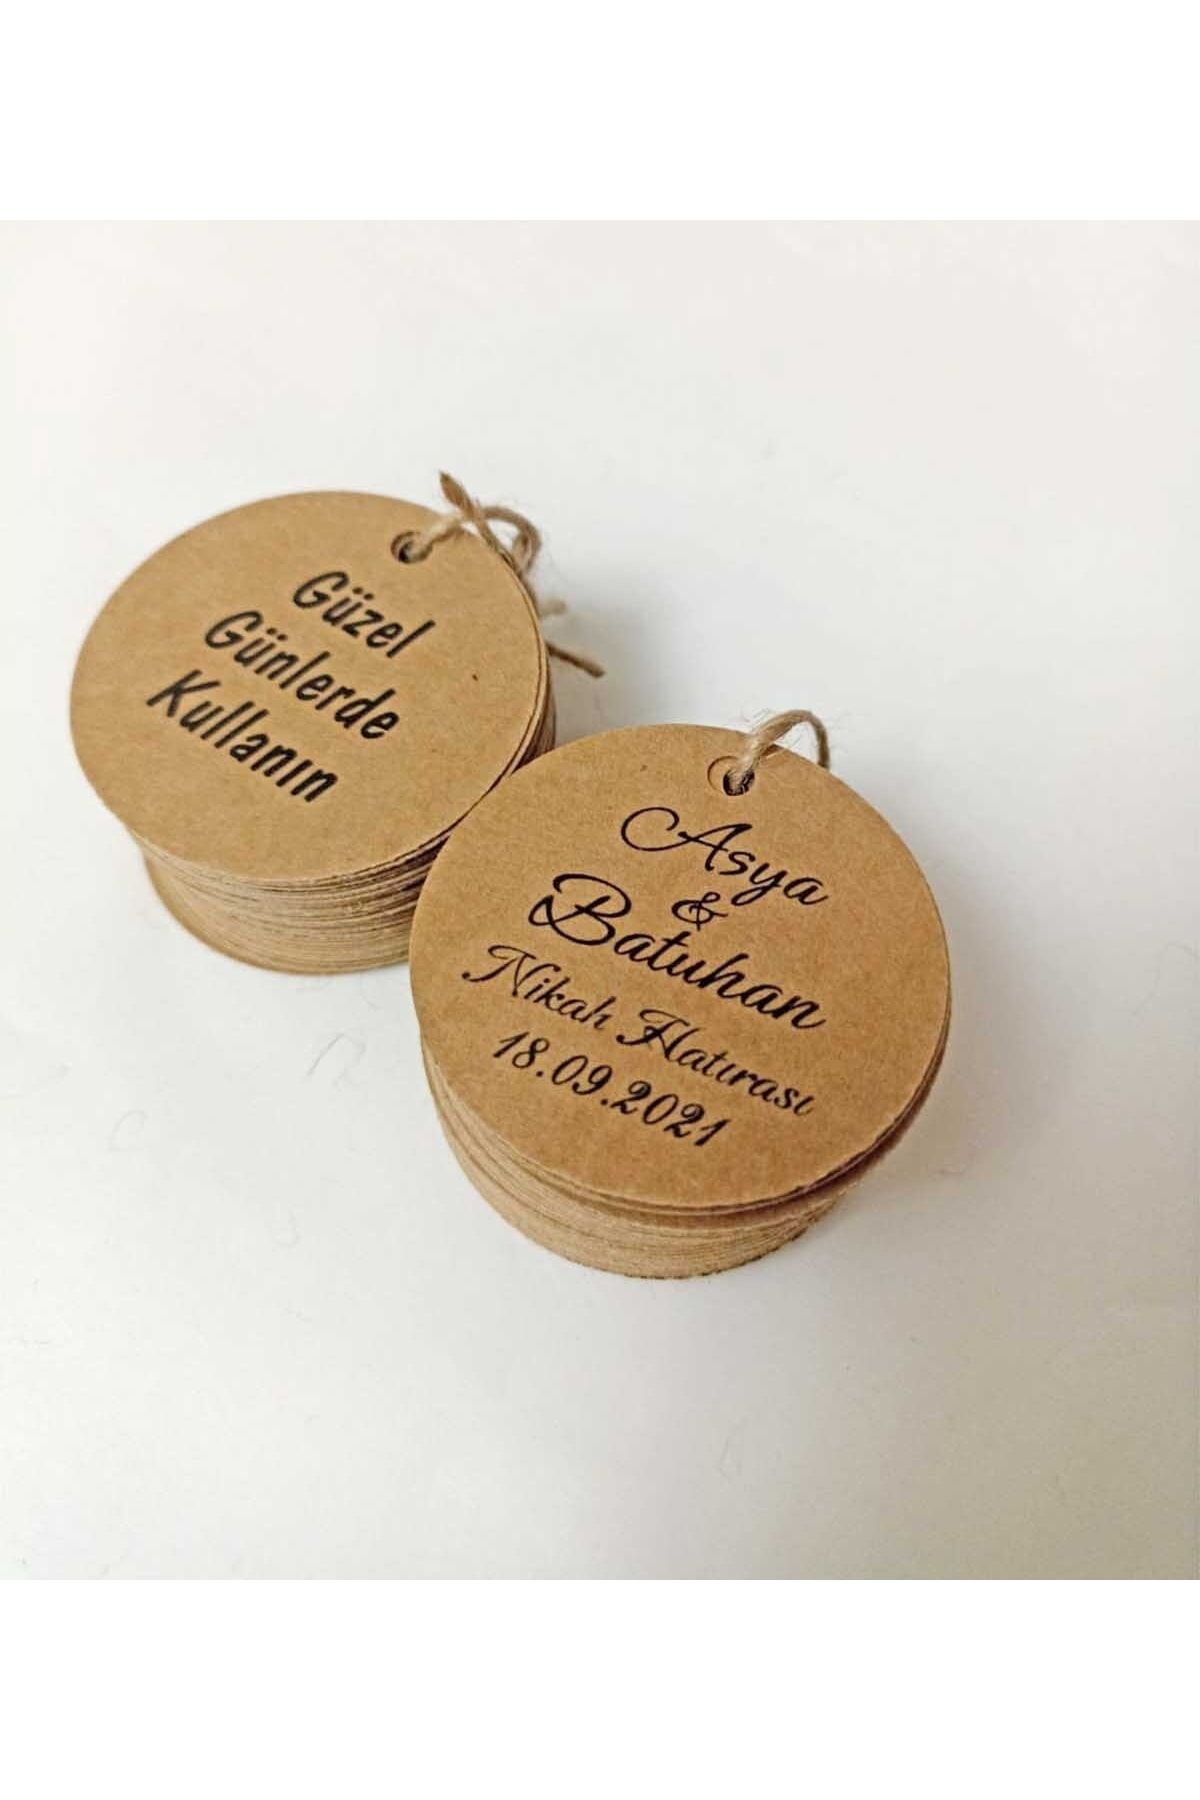 Güzel
Günlerde
Kullanın
Asya
&
Batuhan
Nikah Hatırası
18.09.2021